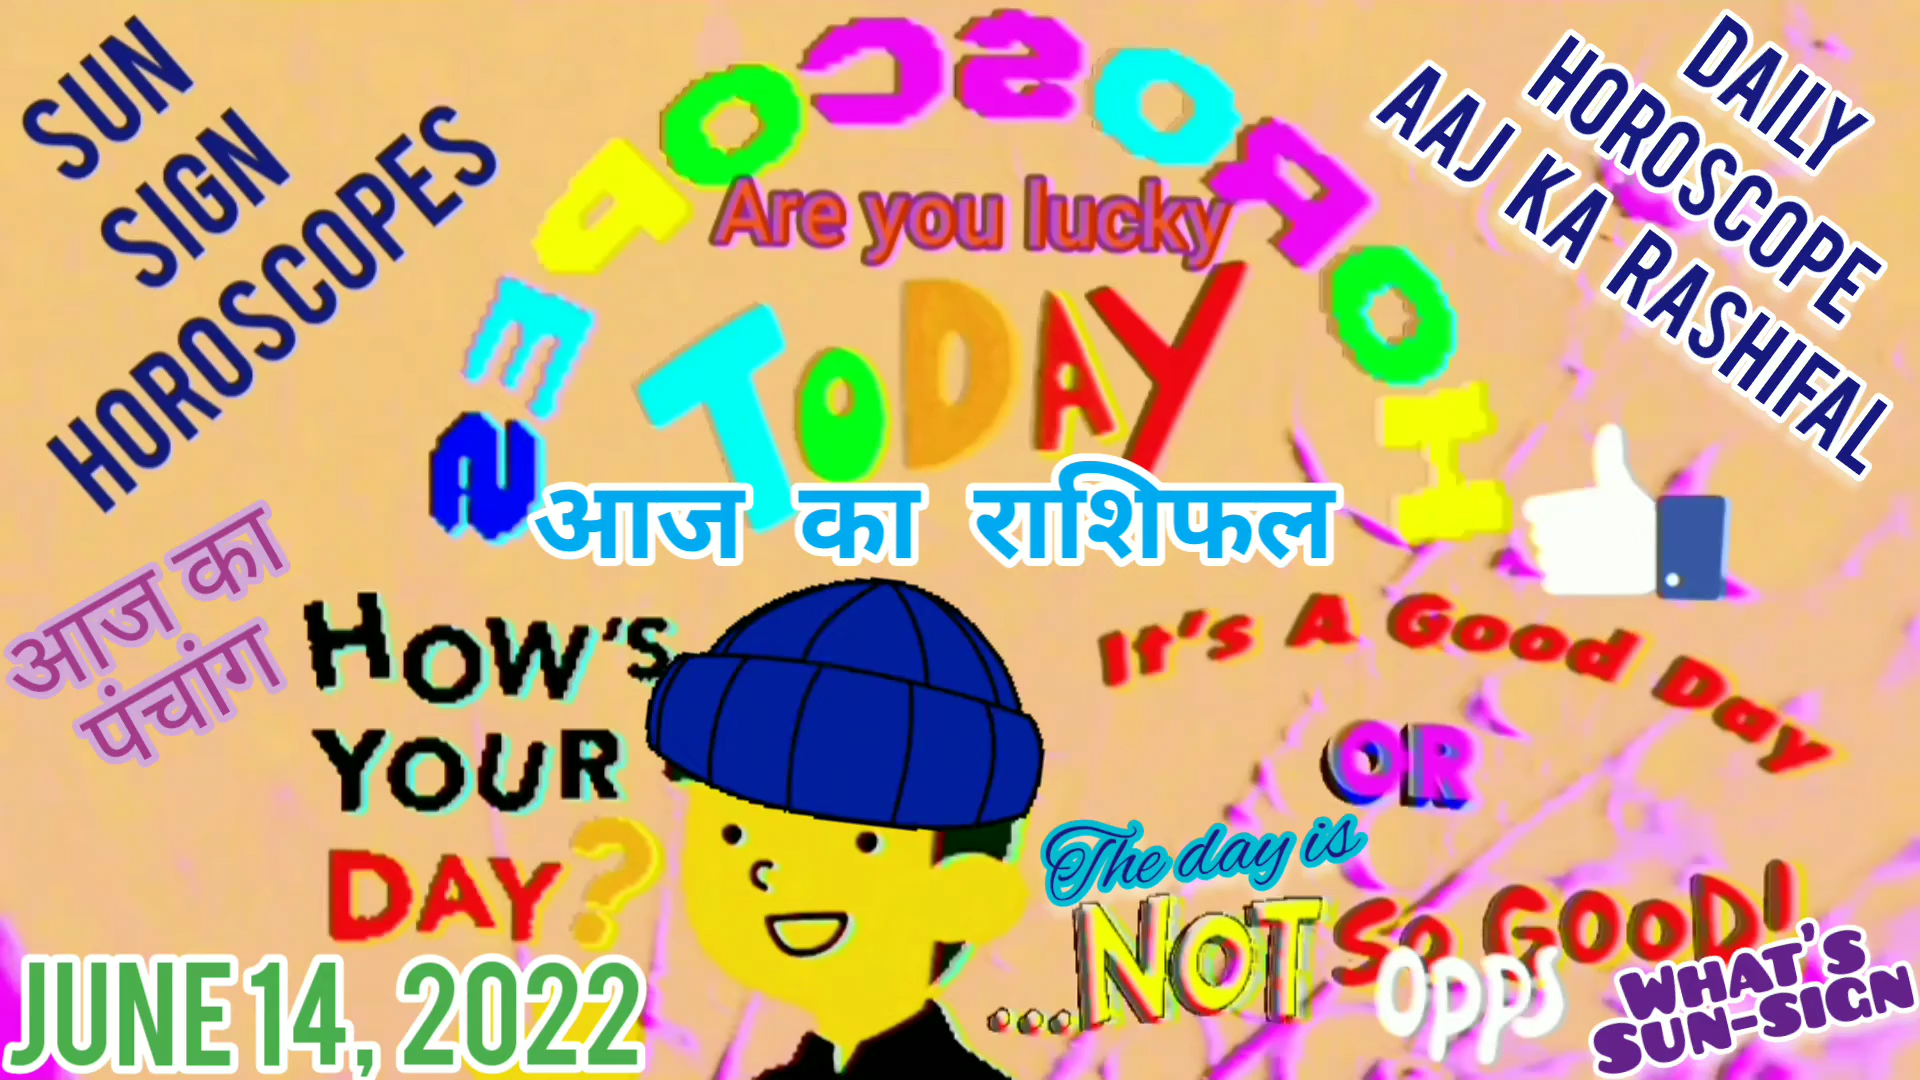 SUN
SIGN
HOROSCOPES
HOROSCOPES
Are you lucky
TODAY
DAILY
HOROSCOPE
AAJ KA RASHIFAL
आज का राशिफल
आज का
पंचांग
HOW'S
YOUR
DAY?
It's A Good Day
OR
The day is
...NOT SO GOOD!
Opps
WHAT'S
SUN-SIGN
JUNE 14, 2022